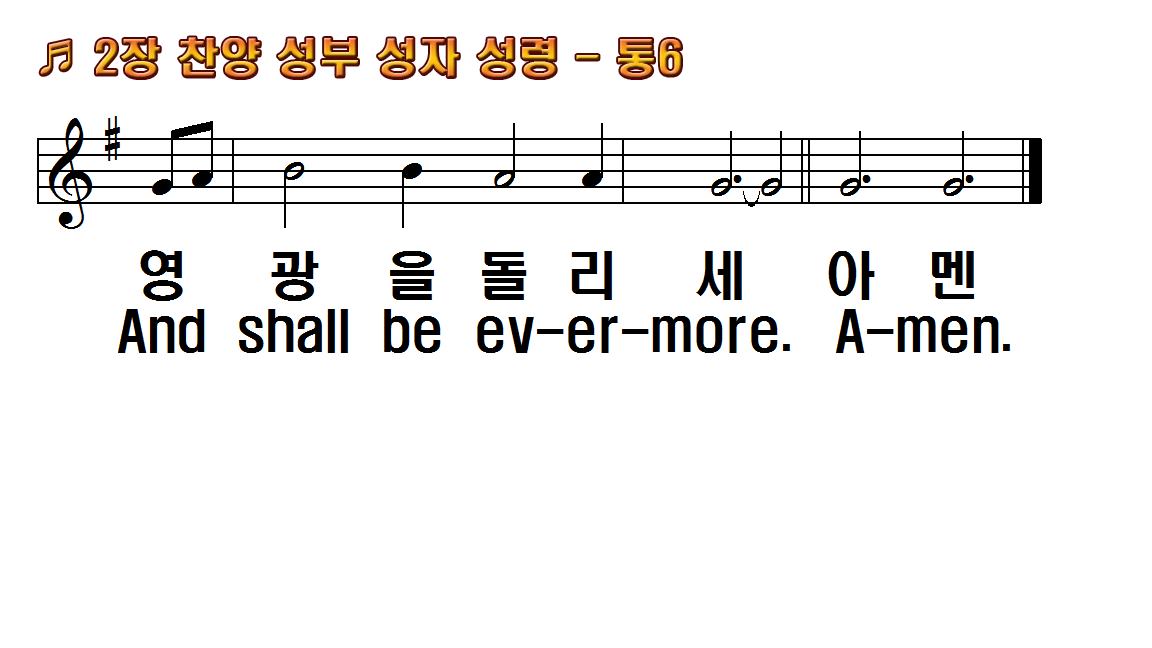 2장 찬양 성부 성자 성령 - 통6
영 광 을 돌 리 세 아 멘
And shall be ev-er-more. A-men.